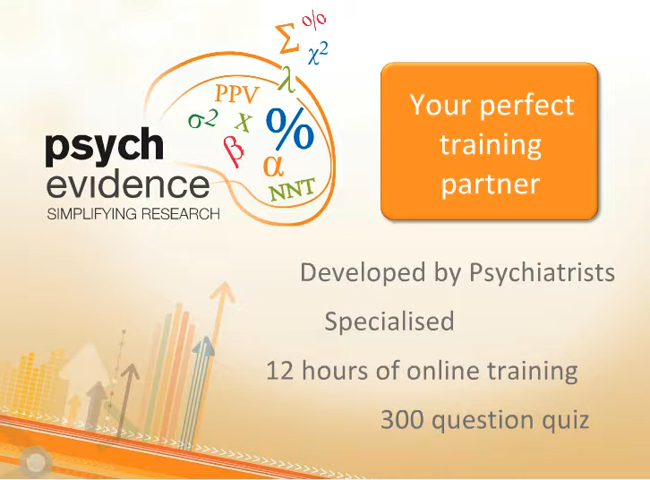 Σ %
χ²
λ
PPV
σ² x %
β
α
NNT
psych
evidence
SIMPLIFYING RESEARCH
Your perfect
training
partner
Developed by Psychiatrists
Specialised
12 hours of online training
300 question quiz